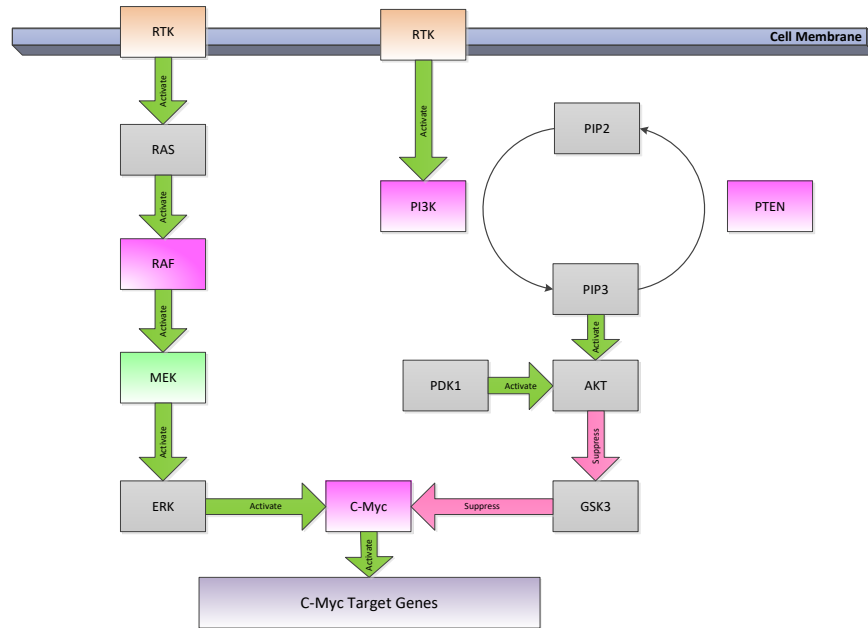 RTK
RTK
Cell Membrane
Activate
Activate
RAS
PIP2
Activate
PI3K
PTEN
RAF
PIP3
Activate
Activate
MEK
PDK1
Activate
AKT
Activate
Suppress
ERK
Activate
C-Myc
Suppress
GSK3
Activate
C-Myc Target Genes